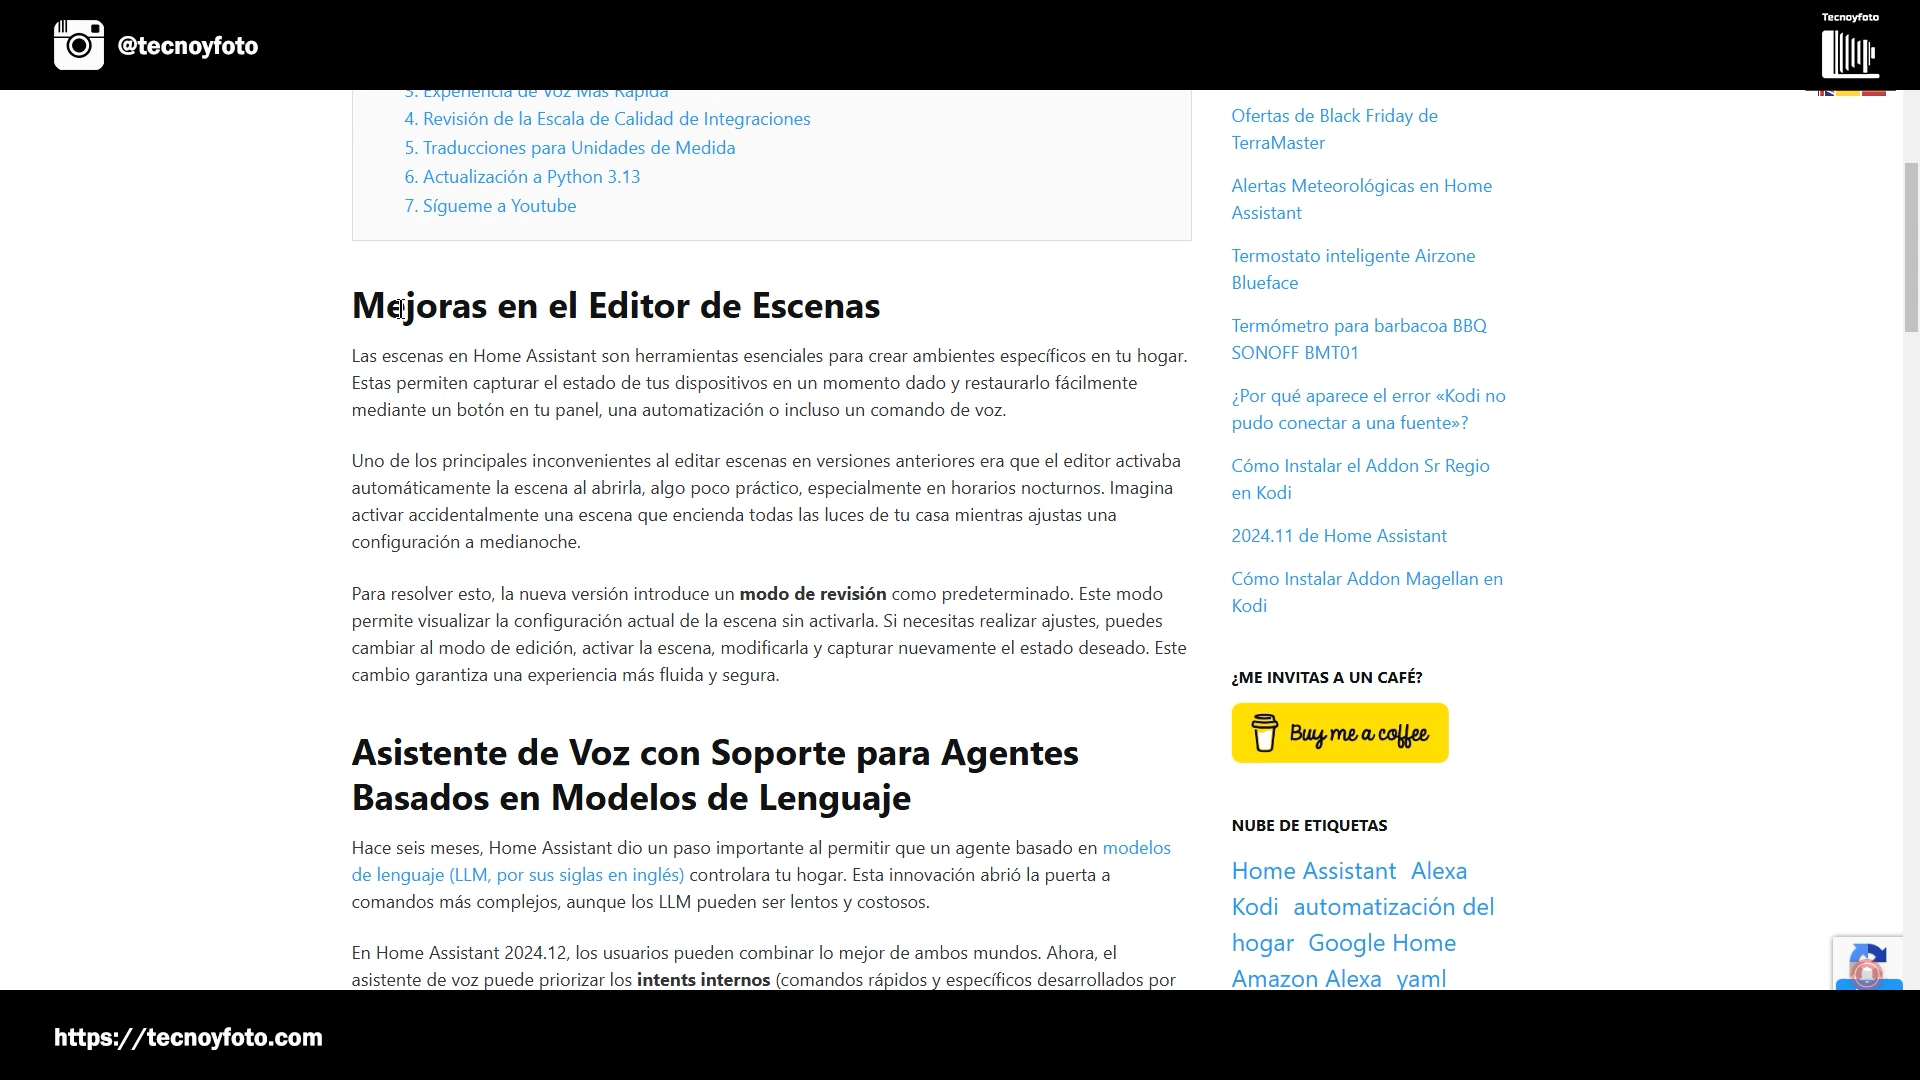 @tecnoyfoto
Tecnoyfoto
3. Experiencia de Voz Más Rápida
4. Revisión de la Escala de Calidad de Integraciones
5. Traducciones para Unidades de Medida
6. Actualización a Python 3.13
7. Sígueme a Youtube
Mejoras en el Editor de Escenas
Las escenas en Home Assistant son herramientas esenciales para crear ambientes específicos en tu hogar.
Estas permiten capturar el estado de tus dispositivos en un momento dado y restaurarlo fácilmente
mediante un botón en tu panel, una automatización o incluso un comando de voz.
Uno de los principales inconvenientes al editar escenas en versiones anteriores era que el editor activaba
automáticamente la escena al abrirla, algo poco práctico, especialmente en horarios nocturnos. Imagina
activar accidentalmente una escena que encienda todas las luces de tu casa mientras ajustas una
configuración a medianoche.
Para resolver esto, la nueva versión introduce un modo de revisión como predeterminado. Este modo
permite visualizar la configuración actual de la escena sin activarla. Si necesitas realizar ajustes, puedes
cambiar al modo de edición, activar la escena, modificarla y capturar nuevamente el estado deseado. Este
cambio garantiza una experiencia más fluida y segura.
Asistente de Voz con Soporte para Agentes
Basados en Modelos de Lenguaje
Hace seis meses, Home Assistant dio un paso importante al permitir que un agente basado en modelos
de lenguaje (LLM, por sus siglas en inglés) controlara tu hogar. Esta innovación abrió la puerta a
comandos más complejos, aunque los LLM pueden ser lentos y costosos.
En Home Assistant 2024.12, los usuarios pueden combinar lo mejor de ambos mundos. Ahora, el
asistente de voz puede priorizar los intents internos (comandos rápidos y específicos desarrollados por
Ofertas de Black Friday de
TerraMaster
Alertas Meteorológicas en Home
Assistant
Termostato inteligente Airzone
Blueface
Termómetro para barbacoa BBQ
SONOFF BMT01
¿Por qué aparece el error «Kodi no
pudo conectar a una fuente»?
Cómo Instalar el Addon Sr Regio
en Kodi
2024.11 de Home Assistant
Cómo Instalar Addon Magellan en
Kodi
¿ME INVITAS A UN CAFÉ?
Buy me a coffee
NUBE DE ETIQUETAS
Home Assistant Alexa
Kodi automatización del
hogar Google Home
Amazon Alexa yaml
https://tecnoyfoto.com